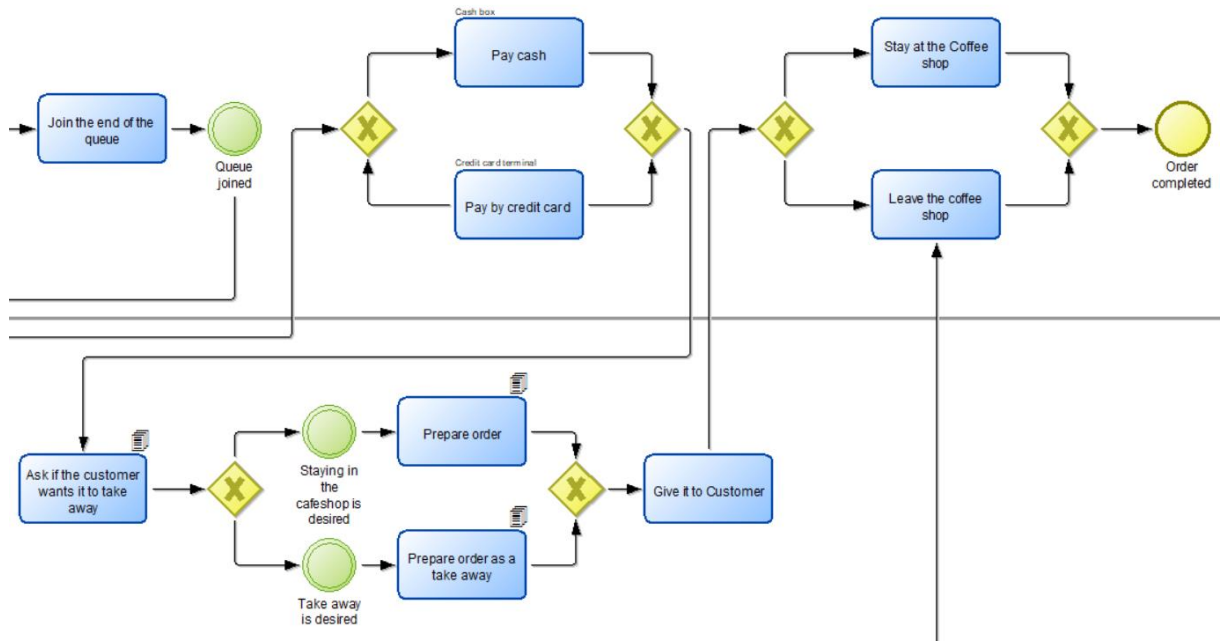 Cash box
Pay cash
Stay at the Coffee
shop
Join the end of the
queue
Queue
joined
Credit card terminal
Pay by credit card
Leave the coffee
shop
Order
completed
Ask if the customer
wants it to take
away
Staying in
the
cafeshop is
desired
Prepare order
Give it to Customer
Take away
is desired
Prepare order as a
take away